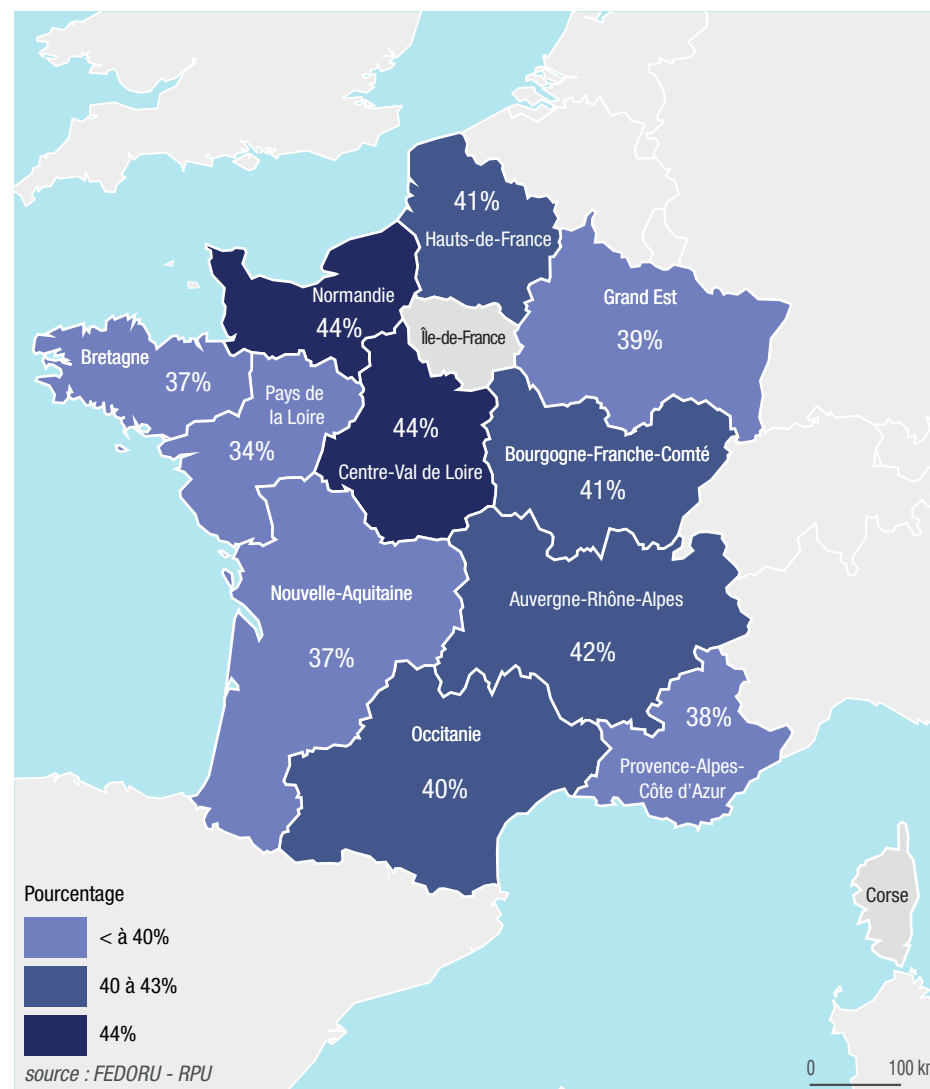 41%
Hauts-de-France
Normandie
44%
Île-de-France
Grand Est
39%
Bretagne
37%
Pays de
la Loire
34%
44%
Centre-Val de Loire
Bourgogne-Franche-Comté
41%
Nouvelle-Aquitaine
37%
Auvergne-Rhône-Alpes
42%
Occitanie
40%
38%
Provence-Alpes-
Côte d'Azur
Corse
Pourcentage
< à 40%
40 à 43%
44%
source : FEDORU - RPU
0 100 km